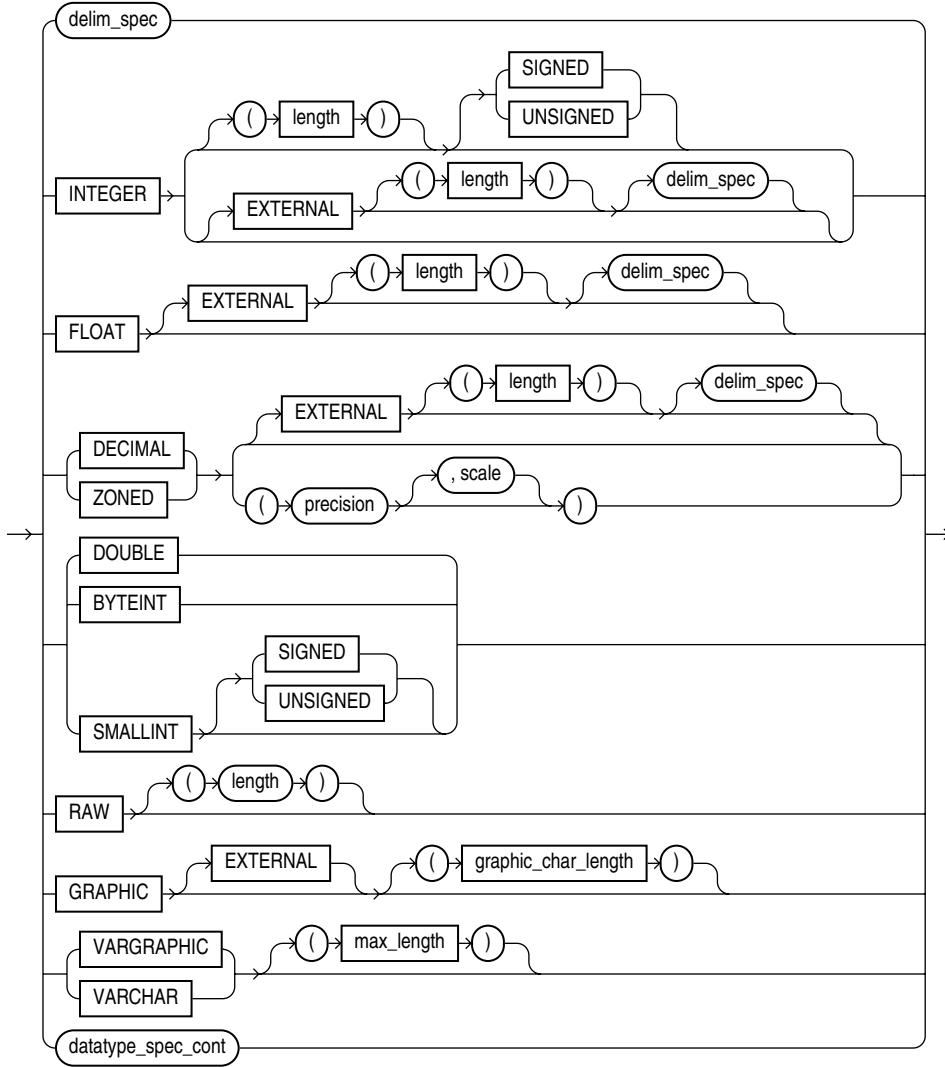 delim_spec
SIGNED
( length ) UNSIGNED
INTEGER EXTERNAL ( length ) delim_spec
FLOAT EXTERNAL ( length ) delim_spec
EXTERNAL ( length ) delim_spec
DECIMAL
ZONED ( precision , scale )
DOUBLE
BYTEINT
SIGNED
UNSIGNED
SMALLINT
RAW ( length )
GRAPHIC EXTERNAL ( graphic_char_length )
VARGRAPHIC ( max_length )
VARCHAR
datatype_spec_cont